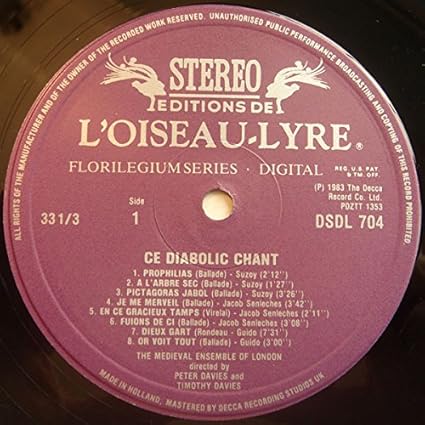 ALL RIGHTS OF THE MANUFACTURER AND OF THE OWNER OF THE RECORDED WORK RESERVED. UNAUTHORISED PUBLIC PERFORMANCE BROADCASTING AND COPYING OF THIS RECORD PROHIBITED.
STEREO
EDITIONS DE
L'OISEAU-LYRE®
FLORILEGIUM SERIES · DIGITAL
REG. U.S. PAT
& TM. OFF.
(P) 1983 The Decca
Record Co. Ltd.
PDZTT 1353
33 1/3
Side
1
DSDL 704
CE DIABOLIC CHANT
1. PROPHILIAS (Ballade) - Suzoy (2'12'')
2. A L'ARBRE SEC (Ballade) - Suzoy (1'27'')
3. PICTAGORAS JABOL (Ballade) - Suzoy (3'26'')
4. JE ME MERVEIL (Ballade) - Jacob Senleches (3'42'')
5. EN CE GRACIEUX TAMPS (Virelai) - Jacob Senleches (2'11'')
6. FUIONS DE CI (Ballade) - Jacob Senleches (3'08'')
7. DIEUX GART (Rondeau) - Guido (7'31'')
8. OR VOIT TOUT (Ballade) - Guido (3'00'')
THE MEDIEVAL ENSEMBLE OF LONDON
directed by
PETER DAVIES and
TIMOTHY DAVIES
MADE IN HOLLAND, MASTERED BY DECCA RECORDING STUDIOS UK